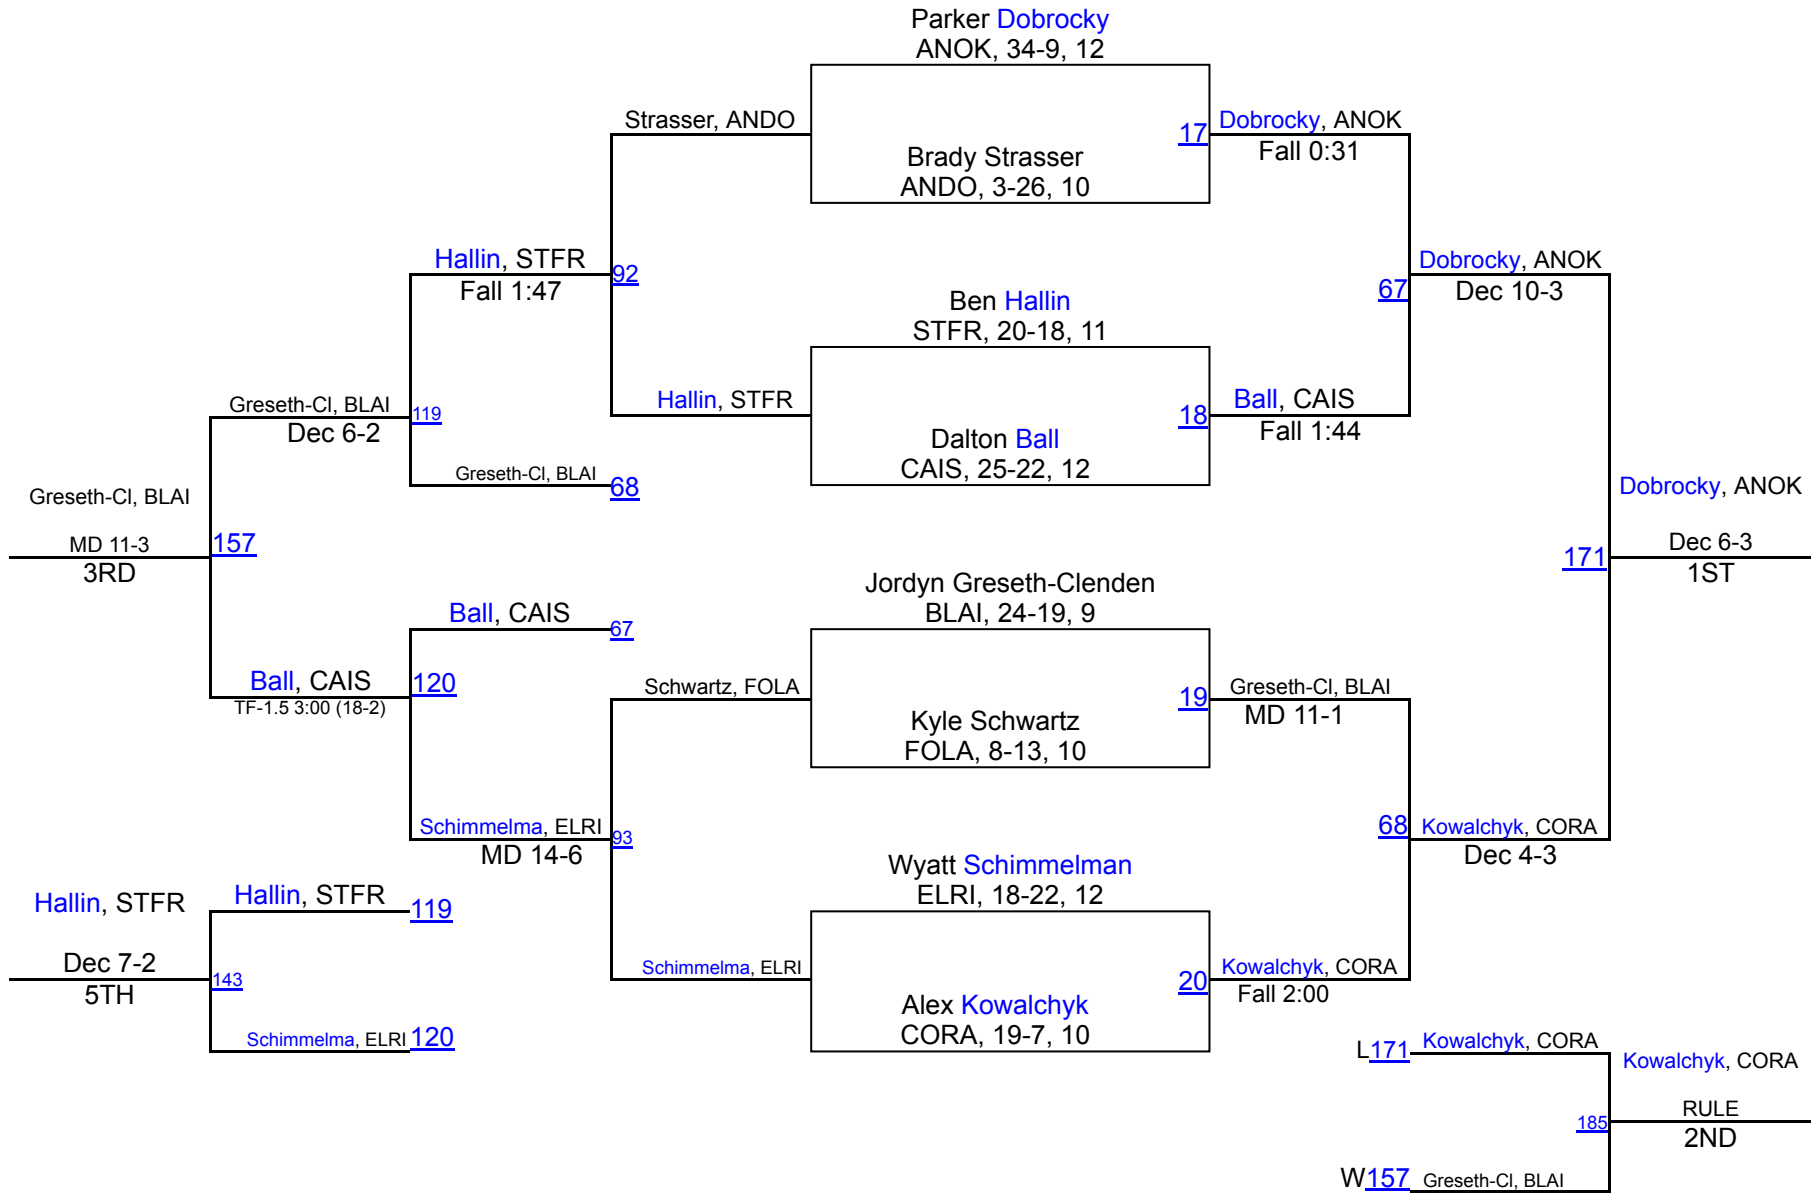 Parker Dobrocky
ANOK, 34-9, 12
Strasser, ANDO
17
Dobrocky, ANOK
Fall 0:31
Brady Strasser
ANDO, 3-26, 10
Hallin, STFR
Fall 1:47
92
Dobrocky, ANOK
Dec 10-3
67
Ben Hallin
STFR, 20-18, 11
Greseth-Cl, BLAI
Dec 6-2
119
Hallin, STFR
18
Ball, CAIS
Fall 1:44
Dalton Ball
CAIS, 25-22, 12
Greseth-Cl, BLAI
68
Greseth-Cl, BLAI
MD 11-3
3RD
157
Dobrocky, ANOK
171
Dec 6-3
1ST
Jordyn Greseth-Clenden
BLAI, 24-19, 9
Ball, CAIS
67
Ball, CAIS
TF-1.5 3:00 (18-2)
120
Schwartz, FOLA
19
Greseth-Cl, BLAI
MD 11-1
Kyle Schwartz
FOLA, 8-13, 10
Schimmelma, ELRI
MD 14-6
93
68
Kowalchyk, CORA
Dec 4-3
Wyatt Schimmelman
ELRI, 18-22, 12
Hallin, STFR
Hallin, STFR
119
Dec 7-2
5TH
143
Schimmelma, ELRI
20
Kowalchyk, CORA
Fall 2:00
Alex Kowalchyk
CORA, 19-7, 10
Schimmelma, ELRI
120
L171
Kowalchyk, CORA
Kowalchyk, CORA
185
RULE
2ND
W157
Greseth-Cl, BLAI